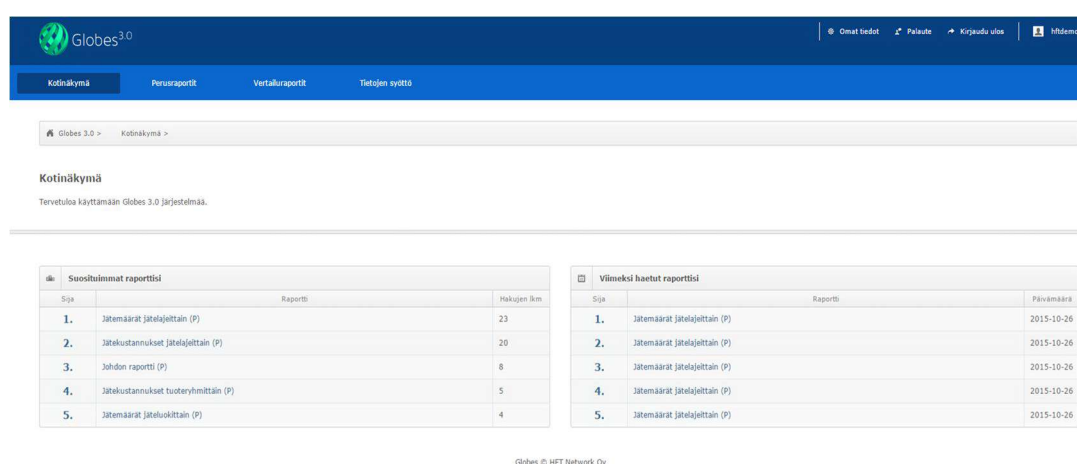 Globes3.0
Omat tiedot Palaute Kirjaudu ulos hftdemo
Kotinäkymä Perusraportit Vertailuraportit Tietojen syöttö
Globes 3.0 > Kotinäkymä >
Kotinäkymä
Tervetuloa käyttämään Globes 3.0 järjestelmää.
Suosituimmat raporttisi
Sija Raportti Hakujen lkm
1. Jätemäärät jätelajeittain (P) 23
2. Jätekustannukset jätelajeittain (P) 20
3. Johdon raportti (P) 8
4. Jätekustannukset tuoteryhmittäin (P) 5
5. Jätemäärät jäteluokittain (P) 4
Viimeksi haetut raporttisi
Sija Raportti Päivämäärä
1. Jätemäärät jätelajeittain (P) 2015-10-26
2. Jätemäärät jätelajeittain (P) 2015-10-26
3. Jätemäärät jätelajeittain (P) 2015-10-26
4. Jätemäärät jätelajeittain (P) 2015-10-26
5. Jätemäärät jätelajeittain (P) 2015-10-26
Globes © HFT Network Oy